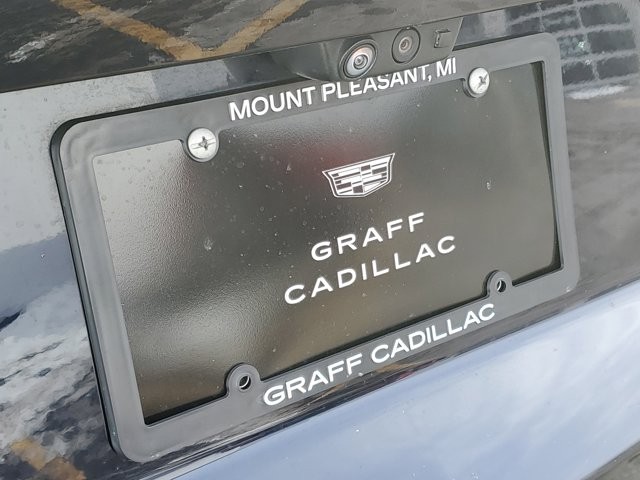 MOUNT PLEASANT, MI
GRAFF
CADILLAC
GRAFF CADILLAC